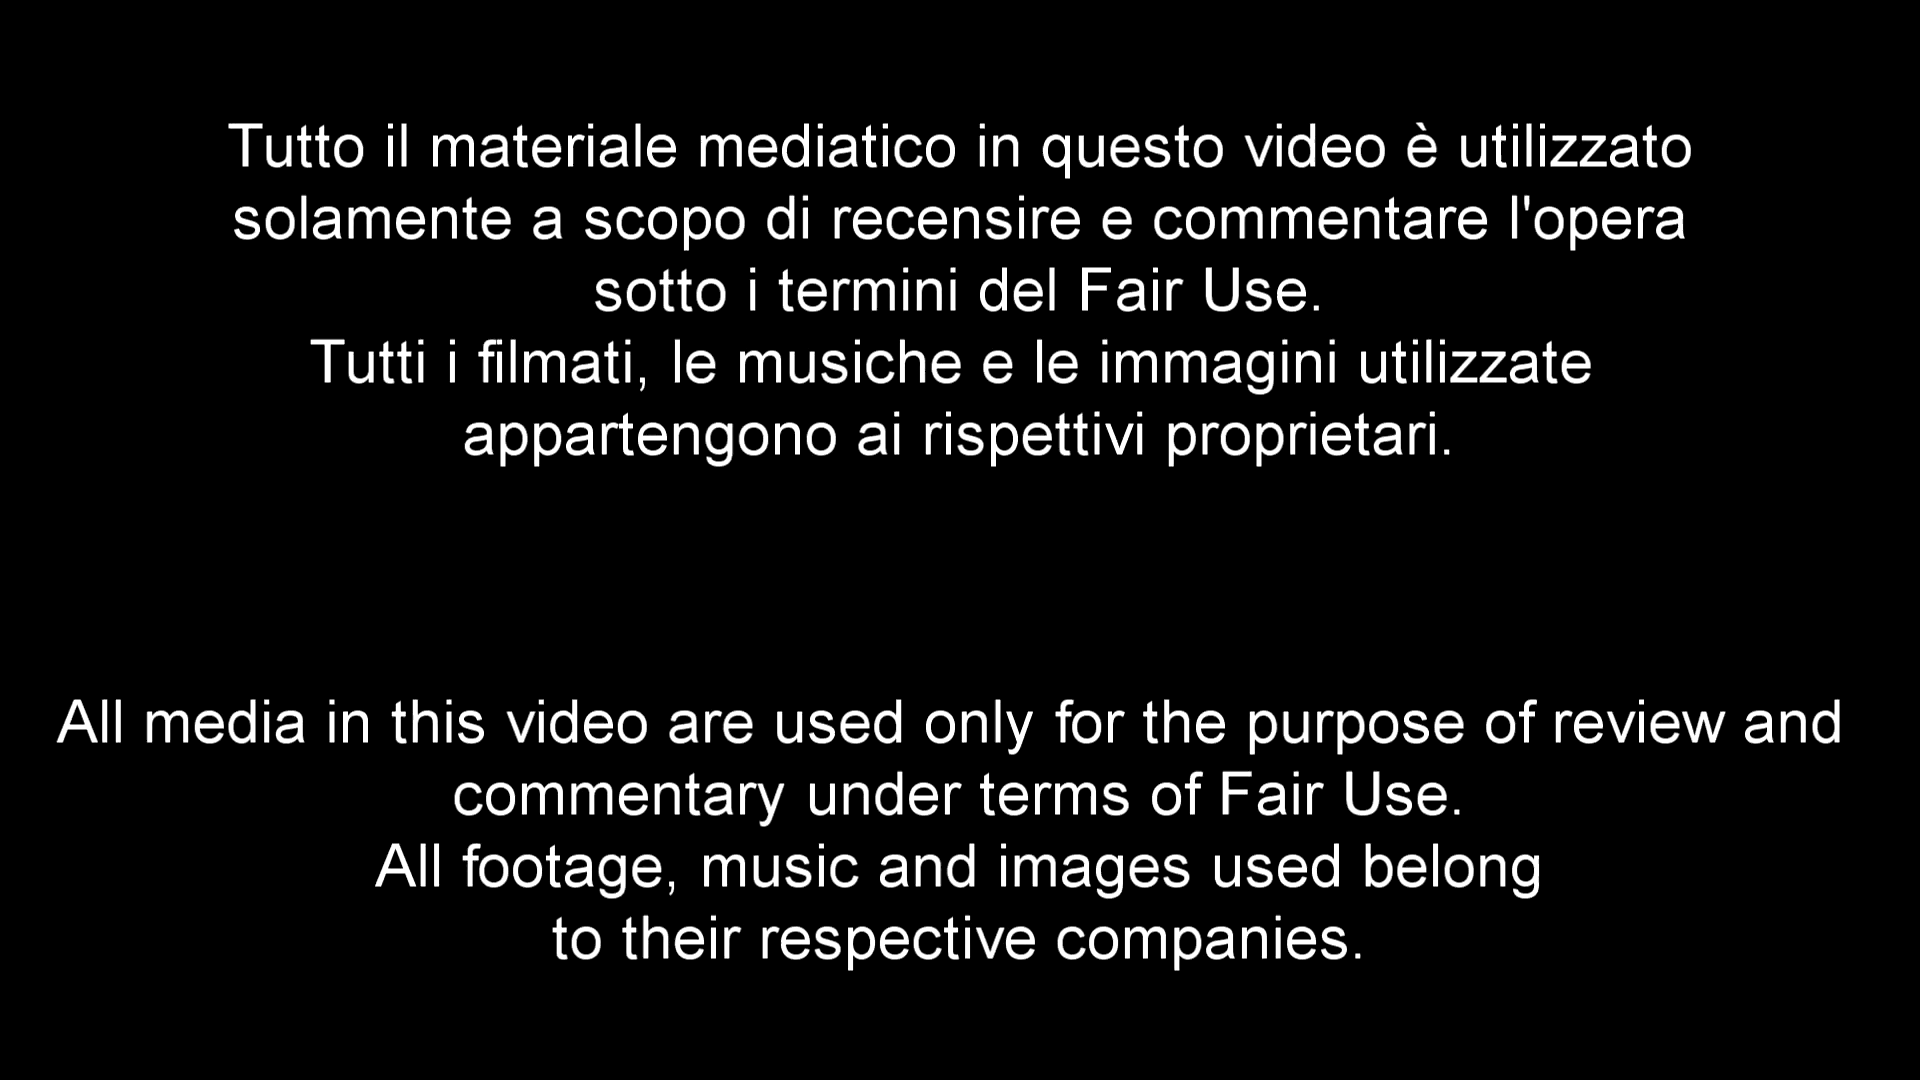 Tutto il materiale mediatico in questo video è utilizzato
solamente a scopo di recensire e commentare l'opera
sotto i termini del Fair Use.
Tutti i filmati, le musiche e le immagini utilizzate
appartengono ai rispettivi proprietari.
All media in this video are used only for the purpose of review and
commentary under terms of Fair Use.
All footage, music and images used belong
to their respective companies.